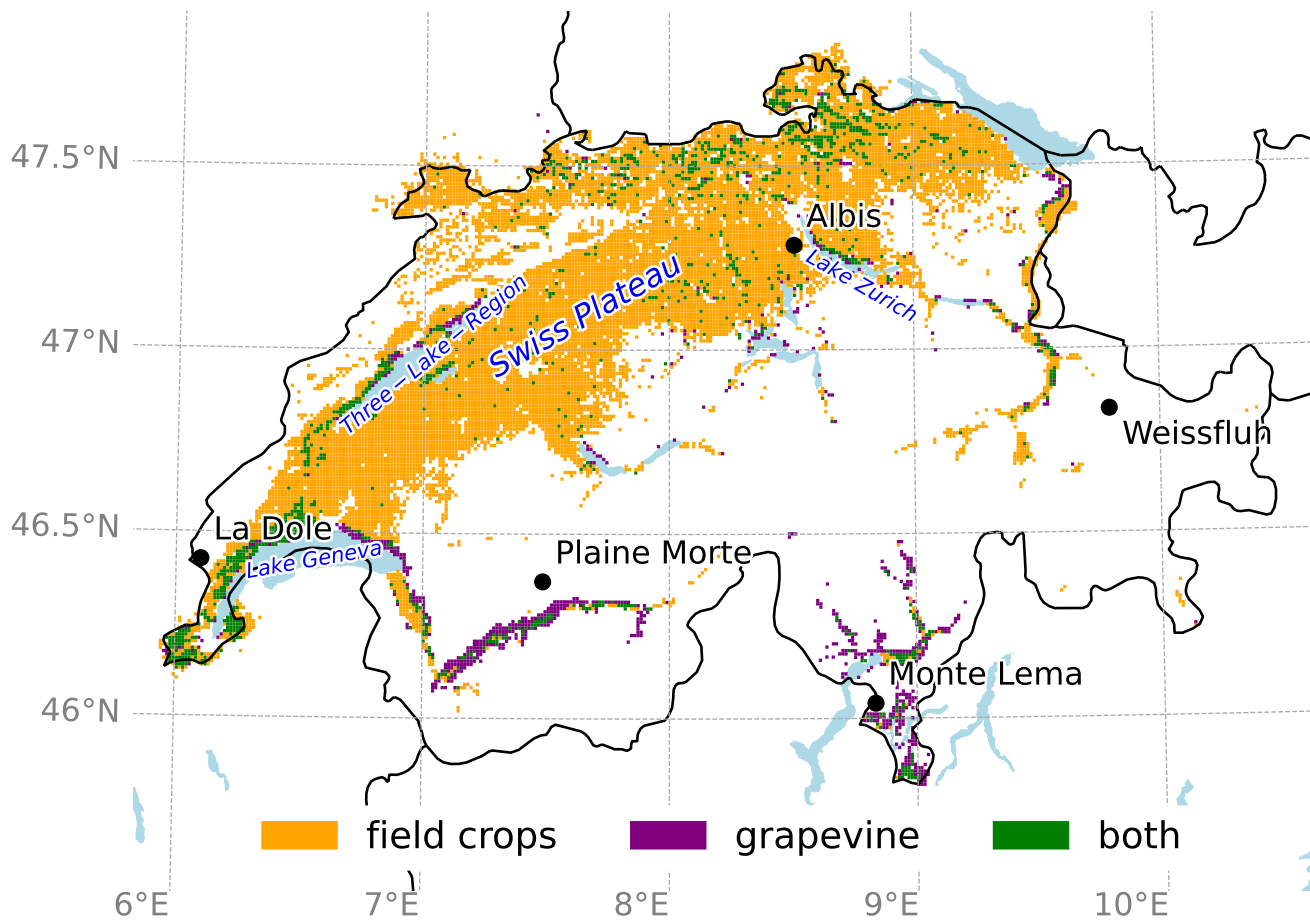 47.5°N
Albis
Lake Zurich
Swiss Plateau
Three – Lake – Region
47°N
Weissfluh
46.5°N
La Dole
Lake Geneva
Plaine Morte
Monte Lema
46°N
field crops
grapevine
both
6°E
7°E
8°E
9°E
10°E